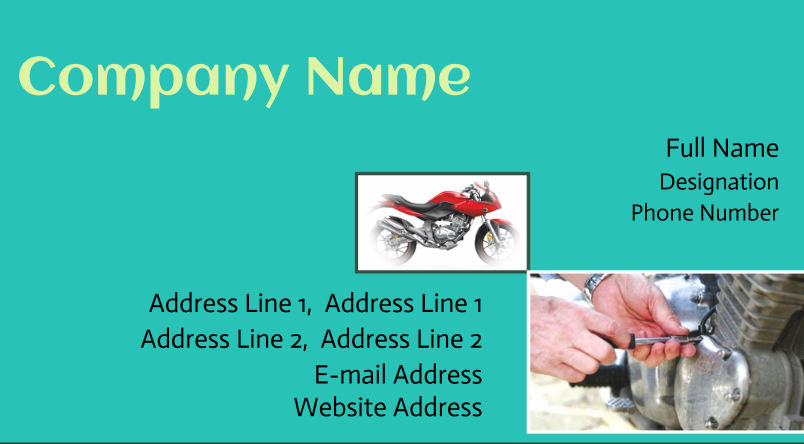 Company Name
Full Name
Designation
Phone Number
Address Line 1,  Address Line 1
Address Line 2,  Address Line 2
E-mail Address
Website Address